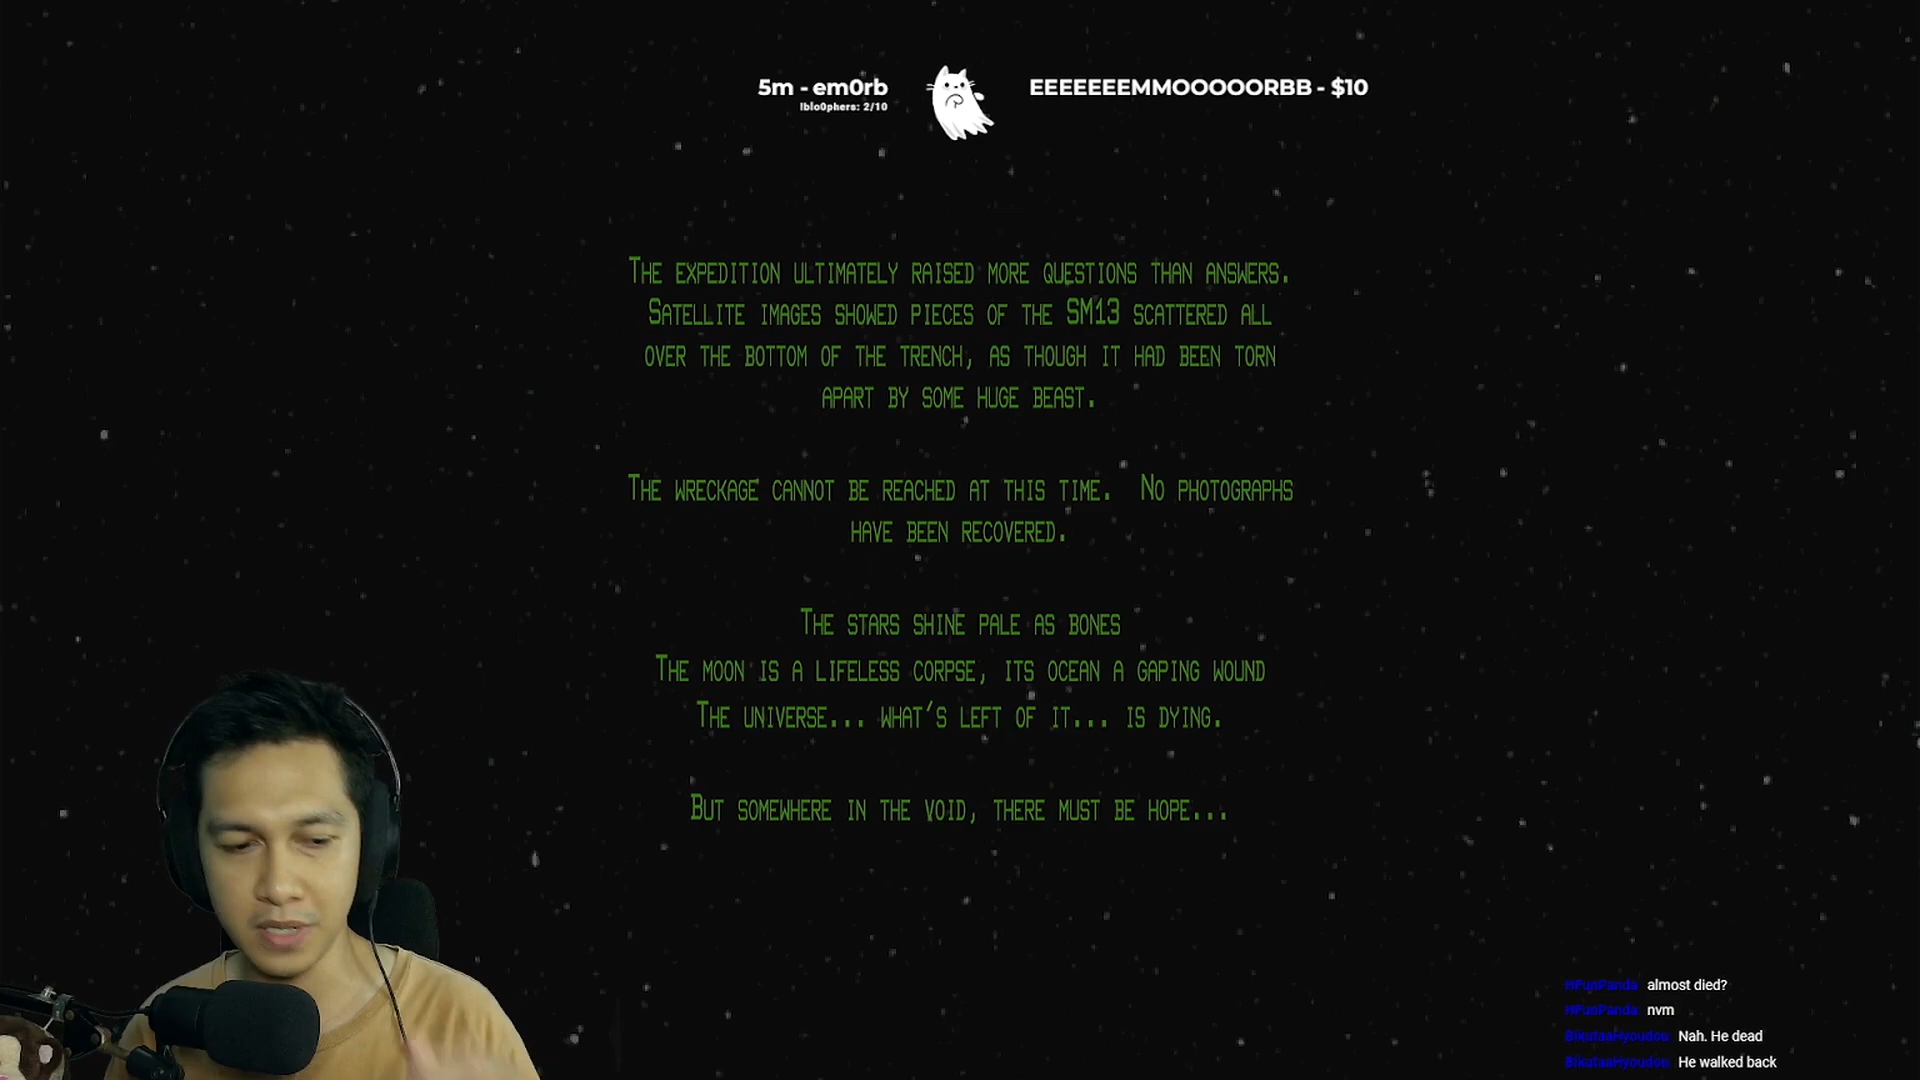 5m - em0rb
!blo0phers: 2/10
EEEEEEEMMOOOOORBB - $10
The expedition ultimately raised more questions than answers.
Satellite images showed pieces of the SM13 scattered all
over the bottom of the trench, as though it had been torn
apart by some huge beast.
The wreckage cannot be reached at this time. No photographs
have been recovered.
The stars shine pale as bones
The moon is a lifeless corpse, its ocean a gaping wound
The universe... what's left of it... is dying.
But somewhere in the void, there must be hope...
almost died?
nvm
Nah. He dead
He walked back